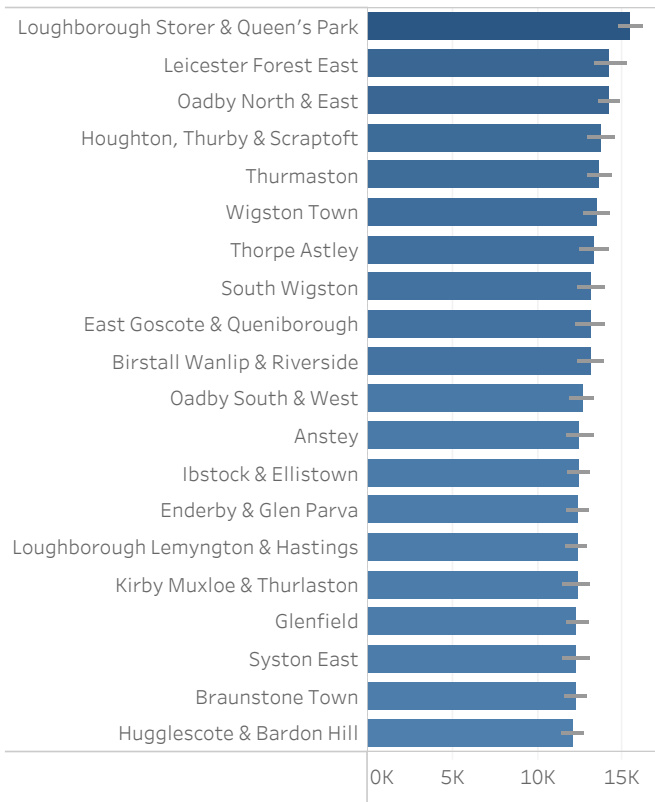 Loughborough Storer & Queen’s Park
Leicester Forest East
Oadby North & East
Houghton, Thurby & Scraptoft
Thurmaston
Wigston Town
Thorpe Astley
South Wigston
East Goscote & Queniborough
Birstall Wanlip & Riverside
Oadby South & West
Anstey
Ibstock & Ellistown
Enderby & Glen Parva
Loughborough Lemyngton & Hastings
Kirby Muxloe & Thurlaston
Glenfield
Syston East
Braunstone Town
Hugglescote & Bardon Hill
0K 5K 10K 15K